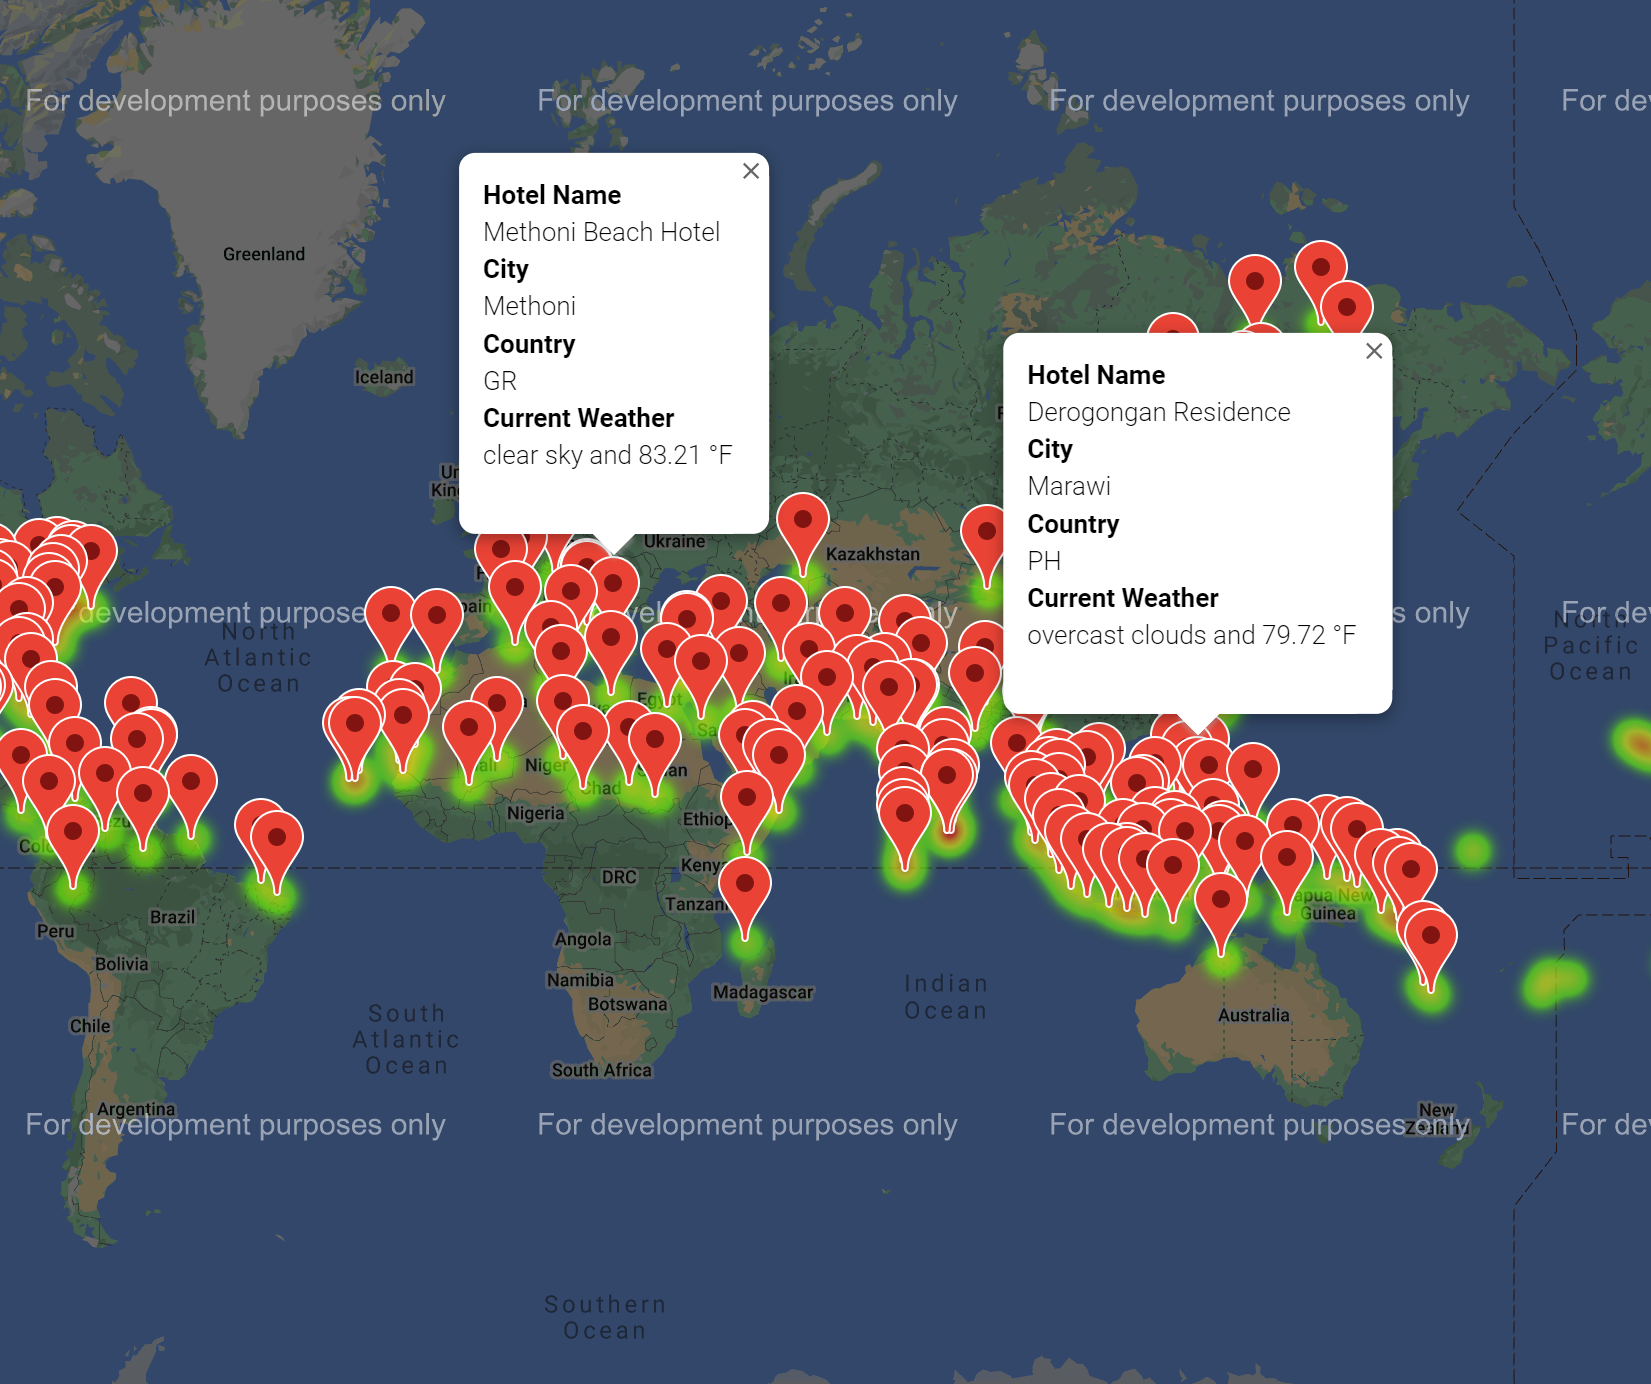 For development purposes only
For development purposes only
For development purposes only
For de
Hotel Name
Methoni Beach Hotel
City
Methoni
Country
GR
Current Weather
clear sky and 83.21 °F
Greenland
Iceland
Hotel Name
Derogongan Residence
City
Marawi
Country
PH
Current Weather
overcast clouds and 79.72 °F
Ukraine
Kazakhstan
development purpose
s only
For de
North
Atlantic
Ocean
North
Pacific
Ocean
Egypt
Niger
Chad
Nigeria
Ethiop
Kenya
DRC
Tanzan
Brazil
Peru
Angola
Bolivia
Namibia
Botswana
Madagascar
Papua New
Guinea
Indian
Ocean
South
Atlantic
Ocean
Chile
Australia
South Africa
Argentina
New
Zealand
For development purposes only
For development purposes only
For development purposes only
For de
Southern
Ocean